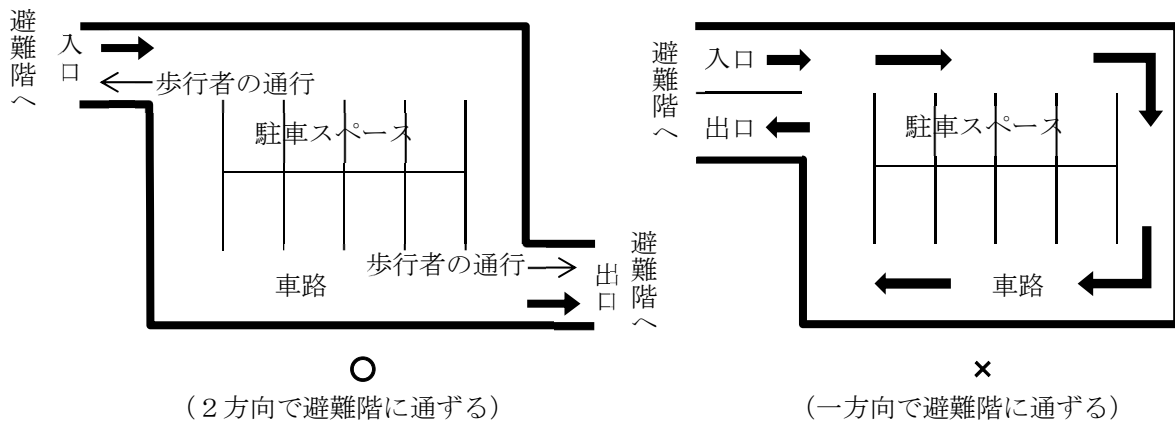 避難階へ
入口
歩行者の通行
駐車スペース
歩行者の通行
車路
出口
避難階へ
○
(2方向で避難階に通ずる)
避難階へ
入口
出口
駐車スペース
車路
×
(一方向で避難階に通ずる)